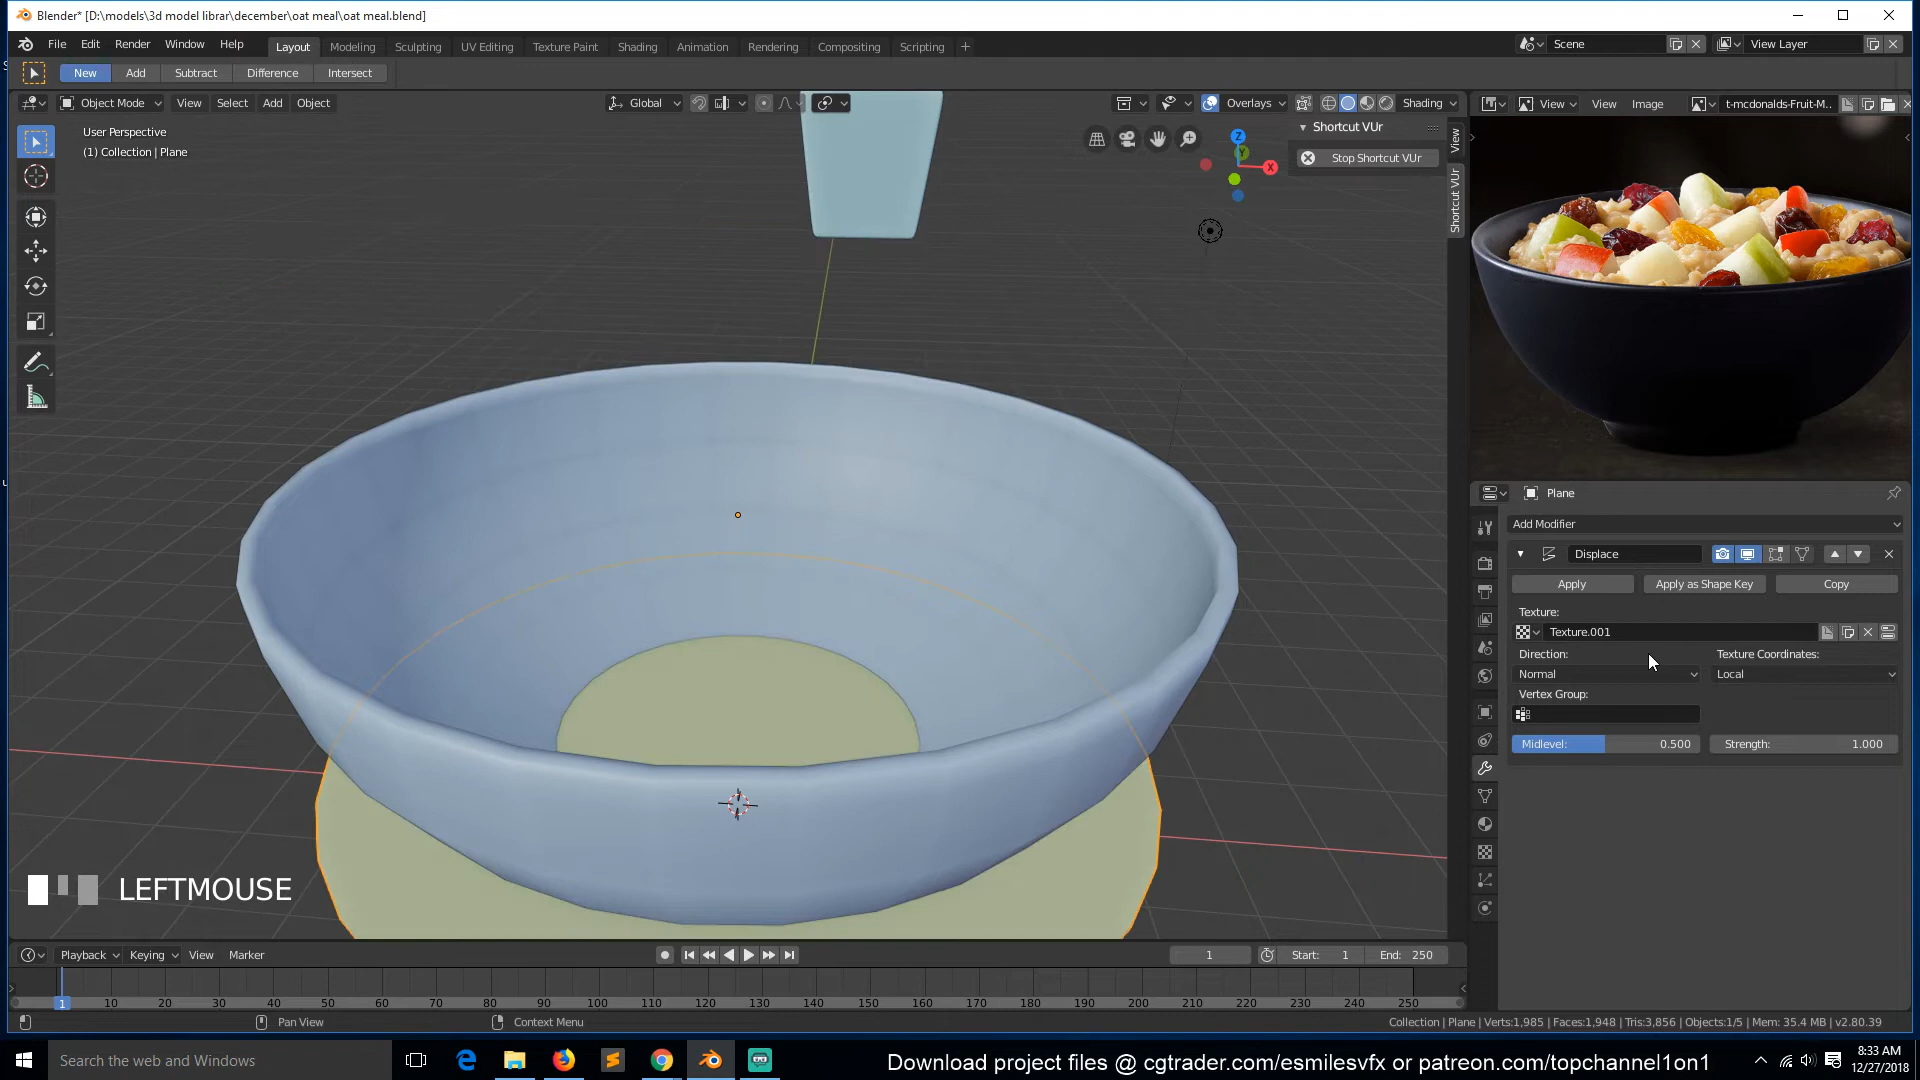 Blender* [D:\models\3d model librar\december\oat meal\oat meal.blend]
File Edit Render Window Help Layout Modeling Sculpting UV Editing Texture Paint Shading Animation Rendering Compositing Scripting + Scene View Layer
New Add Subtract Difference Intersect
Object Mode View Select Add Object Global Overlays Shading View View Image t-mcdonalds-Fruit-M..
User Perspective
(1) Collection | Plane
Shortcut VUr
Stop Shortcut VUr
View
Shortcut VUr
Z
Y
X
Plane
Add Modifier
Displace
Apply Apply as Shape Key Copy
Texture:
Texture.001
Direction: Texture Coordinates:
Normal Local
Vertex Group:
Midlevel: 0.500 Strength: 1.000
LEFTMOUSE
Playback Keying View Marker 1 Start: 1 End: 250
1 10 20 30 40 50 60 70 80 90 100 110 120 130 140 150 160 170 180 190 200 210 220 230 240 250
Pan View Context Menu Collection | Plane | Verts:1,985 | Faces:1,948 | Tris:3,856 | Objects:1/5 | Mem: 35.4 MB | v2.80.39
Search the web and Windows
Download project files @ cgtrader.com/esmilesvfx or patreon.com/topchannel1on1
8:33 AM
12/27/2018